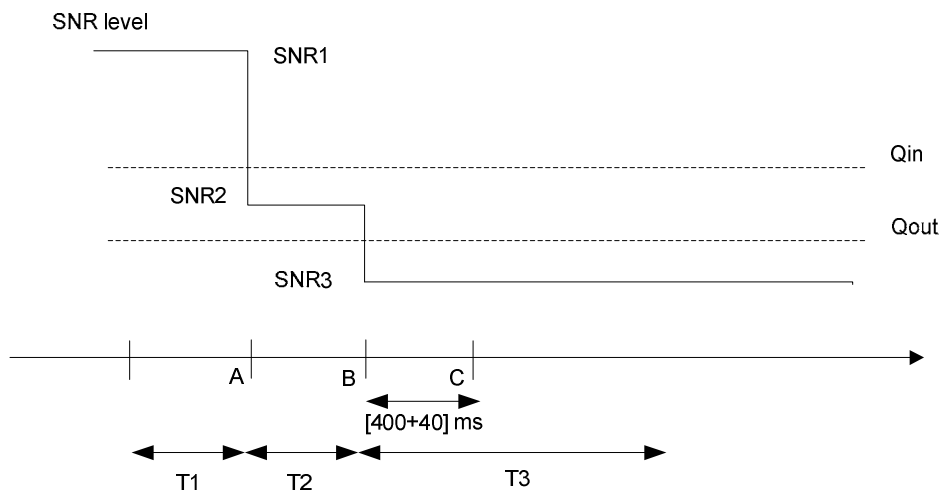 SNR level
SNR1
Qin
SNR2
Qout
SNR3
A
B
C
[400+40] ms
T1
T2
T3